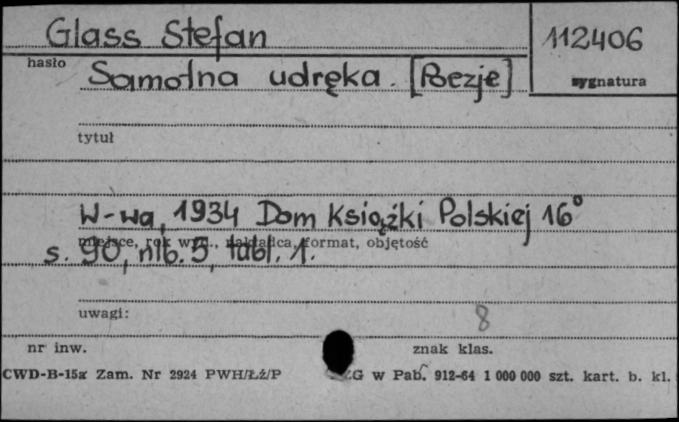 Glass Stefan
112406
hasło
Samotna udręka. [Poezje]
sygnatura
tytuł
W-wa, 1934 Dom Książki Polskiej 16°
miejsce, rok wyd., nakładca, format, objętość
s. 90, nlb. 5, tabl. 1.
uwagi:
8
nr inw.
znak klas.
CWD-B-15a Zam. Nr 2924 PWH/Łź/P
ZG w Pab. 912-64 1 000 000 szt. kart. b. kl.